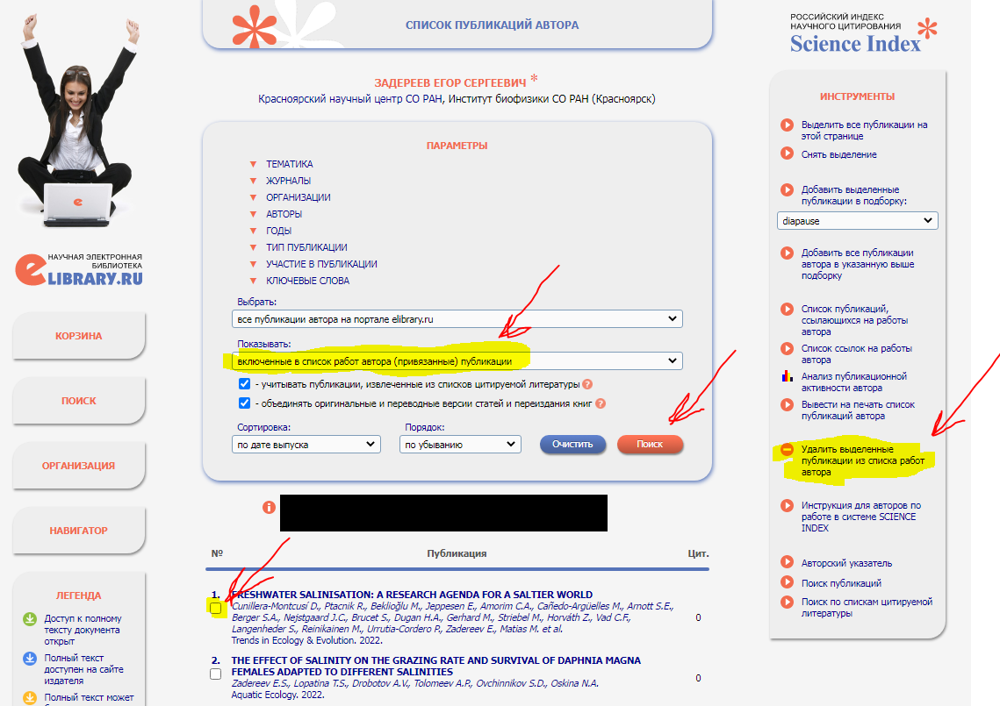 СПИСОК ПУБЛИКАЦИЙ АВТОРА
РОССИЙСКИЙ ИНДЕКС
НАУЧНОГО ЦИТИРОВАНИЯ
Science Index
ЗАДЕРЕЕВ ЕГОР СЕРГЕЕВИЧ *
Красноярский научный центр СО РАН, Институт биофизики СО РАН (Красноярск)
e
НАУЧНАЯ ЭЛЕКТРОННАЯ
БИБЛИОТЕКА
eLIBRARY.RU
КОРЗИНА
ПОИСК
ОРГАНИЗАЦИЯ
НАВИГАТОР
ЛЕГЕНДА
Доступ к полному
тексту документа
открыт
Полный текст
доступен на сайте
издателя
Полный текст может
ПАРАМЕТРЫ
ТЕМАТИКА
ЖУРНАЛЫ
ОРГАНИЗАЦИИ
АВТОРЫ
ГОДЫ
ТИП ПУБЛИКАЦИИ
УЧАСТИЕ В ПУБЛИКАЦИИ
КЛЮЧЕВЫЕ СЛОВА
Выбрать:
все публикации автора на портале elibrary.ru
Показывать:
включенные в список работ автора (привязанные) публикации
- учитывать публикации, извлеченные из списков цитируемой литературы ?
- объединять оригинальные и переводные версии статей и переиздания книг ?
Сортировка: Порядок:
по дате выпуска по убыванию Очистить Поиск
i
№ Публикация Цит.
1. FRESHWATER SALINISATION: A RESEARCH AGENDA FOR A SALTIER WORLD
Cunillera-Montcusí D., Ptacnik R., Beklioğlu M., Jeppesen E., Amorim C.A., Cañedo-Argüelles M., Arnott S.E.,
Berger S.A., Nejstgaard J.C., Brucet S., Dugan H.A., Gerhard M., Striebel M., Horváth Z., Vad C.F.,
Langenheder S., Reinikainen M., Urrutia-Cordero P., Zadereev E., Matias M. et al.
Trends in Ecology & Evolution. 2022.
0
2. THE EFFECT OF SALINITY ON THE GRAZING RATE AND SURVIVAL OF DAPHNIA MAGNA
FEMALES ADAPTED TO DIFFERENT SALINITIES
Zadereev E.S., Lopatina T.S., Drobotov A.V., Tolomeev A.P., Ovchinnikov S.D., Oskina N.A.
Aquatic Ecology. 2022.
0
ИНСТРУМЕНТЫ
Выделить все публикации на
этой странице
Снять выделение
Добавить выделенные
публикации в подборку:
diapause
Добавить все публикации
автора в указанную выше
подборку
Список публикаций,
ссылающихся на работы
автора
Список ссылок на работы
автора
Анализ публикационной
активности автора
Вывести на печать список
публикаций автора
Удалить выделенные
публикации из списка работ
автора
Инструкция для авторов по
работе в системе SCIENCE
INDEX
Авторский указатель
Поиск публикаций
Поиск по спискам цитируемой
литературы